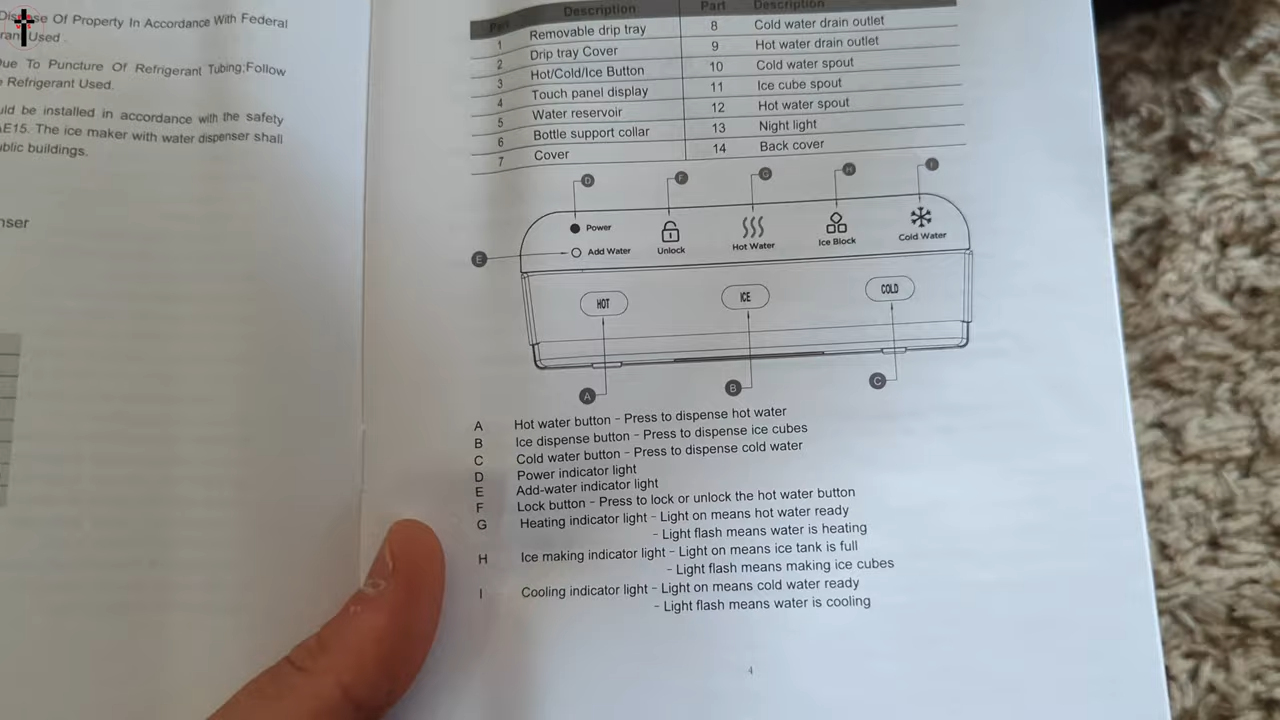 Of Property In Accordance With Federal
Used
Due To Puncture Of Refrigerant Tubing;Follow
Refrigerant Used.
be installed in accordance with the safety
The ice maker with water dispenser shall
buildings.
Description Part Description
1 Removable drip tray 8 Cold water drain outlet
2 Drip tray Cover 9 Hot water drain outlet
3 Hot/Cold/Ice Button 10 Cold water spout
4 Touch panel display 11 Ice cube spout
5 Water reservoir 12 Hot water spout
6 Bottle support collar 13 Night light
7 Cover 14 Back cover
D F G H I
Power
Add Water Unlock Hot Water Ice Block Cold Water
E
HOT ICE COLD
A B C
A Hot water button - Press to dispense hot water
B Ice dispense button - Press to dispense ice cubes
C Cold water button - Press to dispense cold water
D Power indicator light
E Add-water indicator light
F Lock button - Press to lock or unlock the hot water button
G Heating indicator light - Light on means hot water ready
- Light flash means water is heating
H Ice making indicator light - Light on means ice tank is full
- Light flash means making ice cubes
I Cooling indicator light - Light on means cold water ready
- Light flash means water is cooling
4